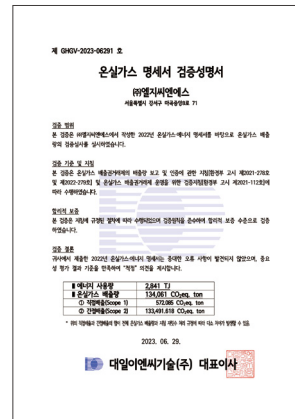 제 GHGV-2023-06291 호
온실가스 명세서 검증성명서
㈜엘지씨엔에스
서울특별시 강서구 마곡중앙8로 71
검증 범위
본 검증은 ㈜엘지씨엔에스에서 작성한 2022년 온실가스·에너지 명세서를 바탕으로 온실가스 배출
량의 검증실시를 실시하였습니다.
검증 기준 및 지침
본 검증은 온실가스 배출권거래제의 배출량 보고 및 인증에 관한 지침(환경부 고시 제2021-278호
및 제2022-279호) 및 온실가스 배출권거래제 운영을 위한 검증지침(환경부 고시 제2021-112호)에
따라 수행하였습니다.
합리적 보증
본 검증은 지침에 규정된 절차에 따라 수행되었으며 검증원칙을 준수하여 합리적 보증 수준으로 검증
하였습니다.
검증 결론
귀사에서 제출한 2022년 온실가스·에너지 명세서는 중대한 오류 사항이 발견되지 않았으며, 중요
성 평가 결과 기준을 만족하여 "적정" 의견을 제시합니다.
■ 에너지 사용량 2,841 TJ
■ 온실가스 배출량 134,061 CO₂eq. ton
① 직접배출(Scope 1) 572.085 CO₂eq. ton
② 간접배출(Scope 2) 133,491.618 CO₂eq. ton
2023. 06. 29.
대일이엔씨기술(주) 대표이사